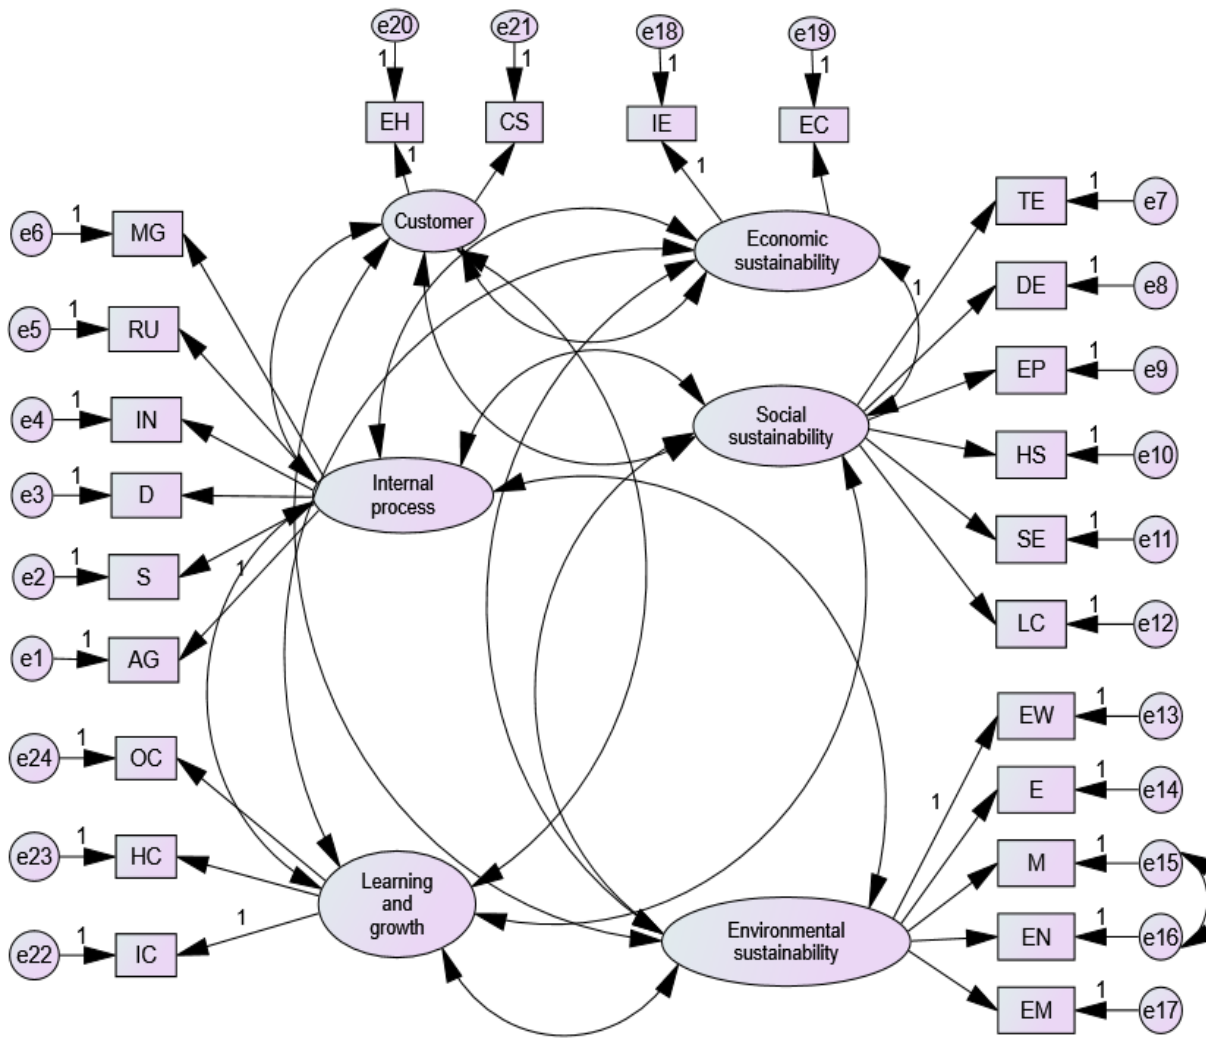 e20
e21
e18
e19
1
1
1
1
EH
CS
IE
EC
1
1
Customer
Economic
sustainability
e6
1
MG
e5
1
RU
e4
1
IN
e3
1
D
e2
1
S
e1
1
AG
1
Internal
process
Social
sustainability
1
TE
1
e7
DE
1
e8
EP
1
e9
HS
1
e10
SE
1
e11
LC
1
e12
e24
1
OC
e23
1
HC
e22
1
IC
1
Learning
and
growth
Environmental
sustainability
1
EW
1
e13
E
1
e14
M
1
e15
EN
1
e16
EM
1
e17